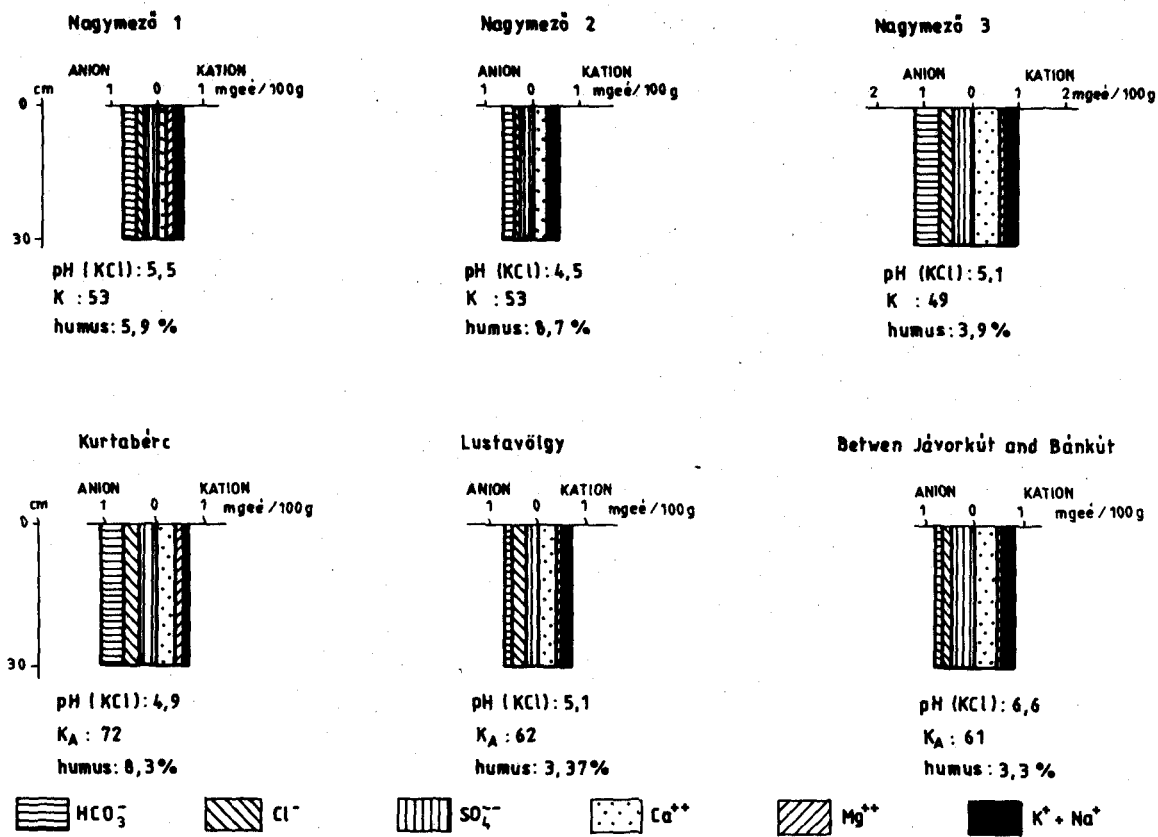 Nagymező 1
ANION KATION
cm 1 0 1 mgeé/100g
0
30
pH (KCl): 5,5
K : 53
humus: 5,9 %
Nagymező 2
ANION KATION
1 0 1 mgeé/100g
pH (KCl): 4,5
K : 53
humus: 8,7 %
Nagymező 3
ANION KATION
2 1 0 1 2 mgeé/100g
pH (KCl): 5,1
K : 49
humus: 3,9 %
Kurtabérc
ANION KATION
cm 1 0 1 mgeé/100g
0
30
pH (KCl): 4,9
K_A : 72
humus: 8,3%
Lustavölgy
ANION KATION
1 0 1 mgeé/100g
pH (KCl): 5,1
K_A : 62
humus: 3,37%
Betwen Jávorkút and Bánkút
ANION KATION
1 0 1 mgeé/100g
pH (KCl): 6,6
K_A : 61
humus: 3,3 %
HCO₃⁻ Cl⁻ SO₄⁻⁻ Ca⁺⁺ Mg⁺⁺ K⁺ + Na⁺